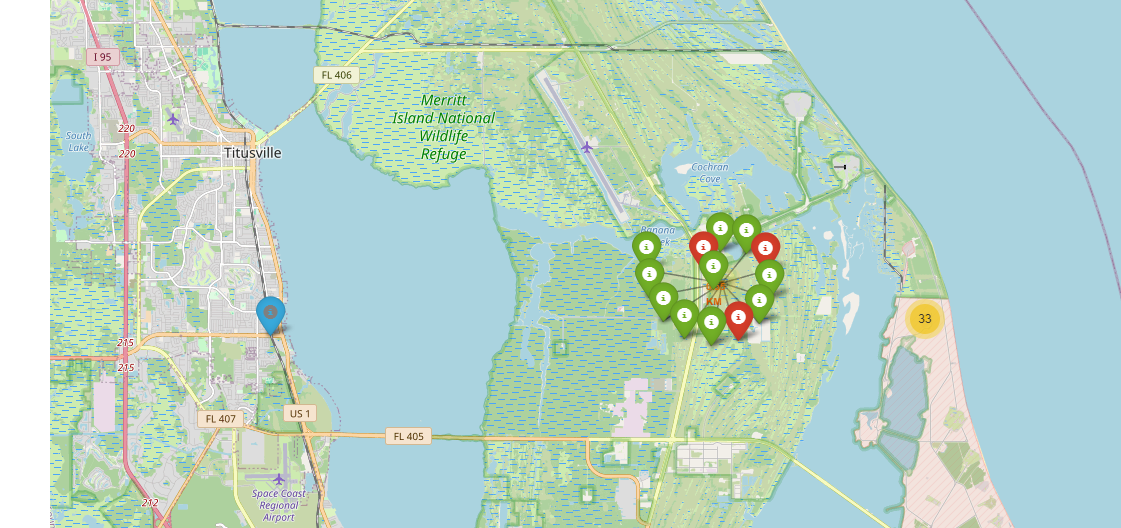 I 95
FL 406
Merritt
Island National
Wildlife
Refuge
220
South
Lake
220
Titusville
Cochran
Cove
Banana
KM
33
215
215
FL 407
US 1
FL 405
212
Space Coast
Regional
Airport